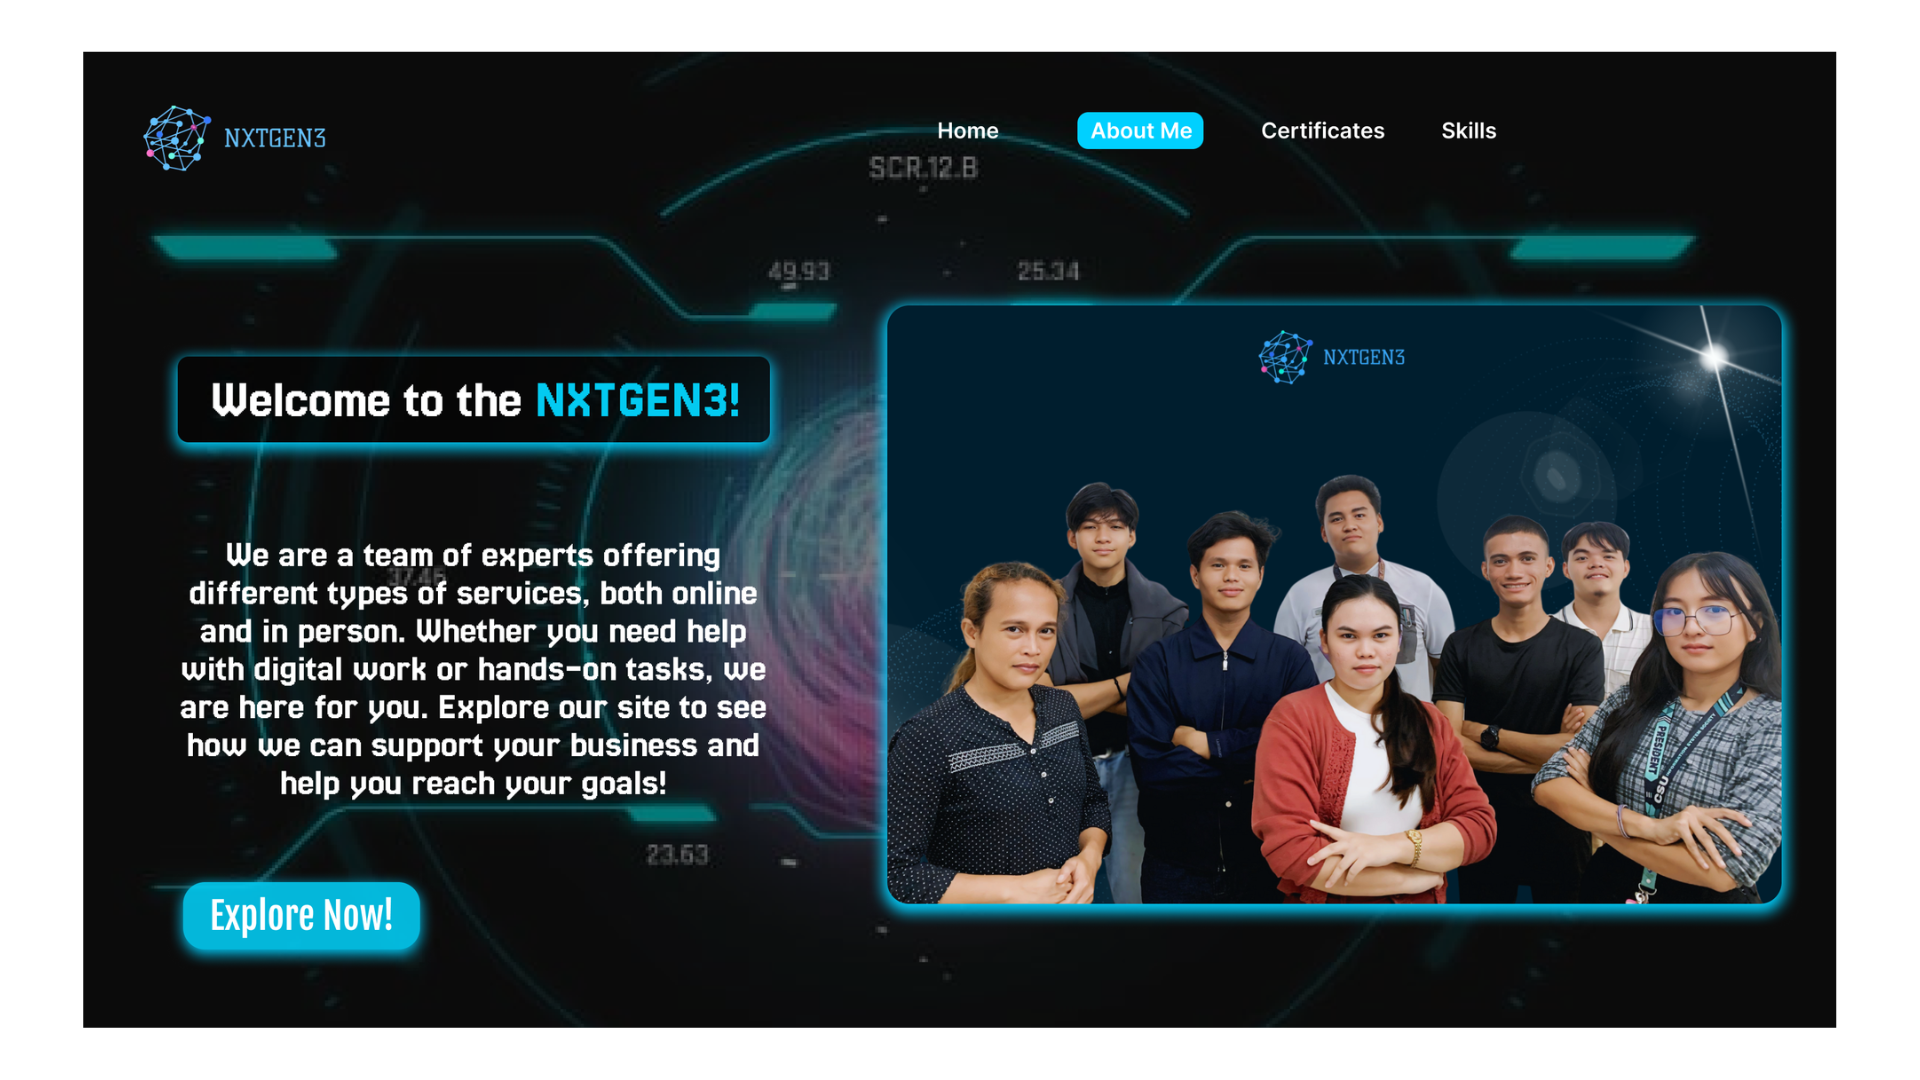 NXTGEN3
Home About Me Certificates Skills
SCR.12.B
49.93 25.34
NXTGEN3
Welcome to the NXTGEN3!
We are a team of experts offering
different types of services, both online
and in person. Whether you need help
with digital work or hands-on tasks, we
are here for you. Explore our site to see
how we can support your business and
help you reach your goals!
37.46
PRESIDENT
CSU
23.63
Explore Now!